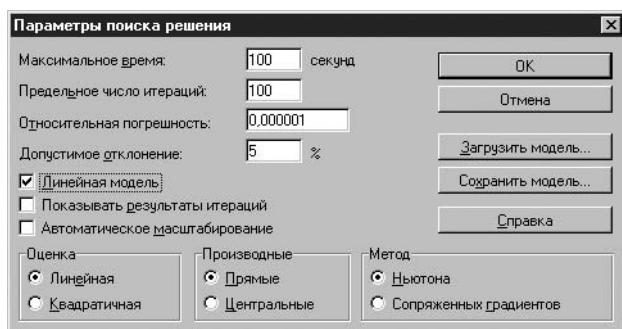 Параметры поиска решения
Максимальное время: 100 секунд
Предельное число итераций: 100
Относительная погрешность: 0,000001
Допустимое отклонение: 5 %
Линейная модель
Показывать результаты итераций
Автоматическое масштабирование
OK
Отмена
Загрузить модель...
Сохранить модель...
Справка
Оценка
Линейная
Квадратичная
Производные
Прямые
Центральные
Метод
Ньютона
Сопряженных градиентов